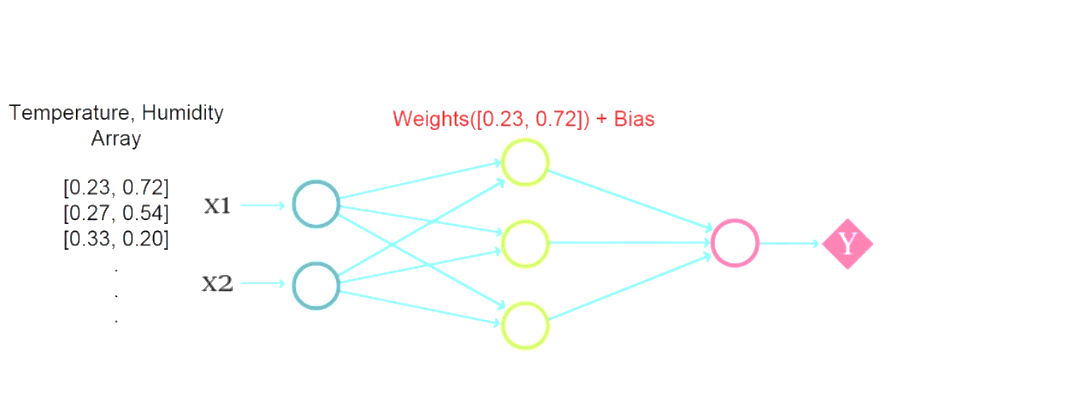 Temperature, Humidity
Array
[0.23, 0.72]
[0.27, 0.54]
[0.33, 0.20]
.
.
.
X1
X2
Weights([0.23, 0.72]) + Bias
Y